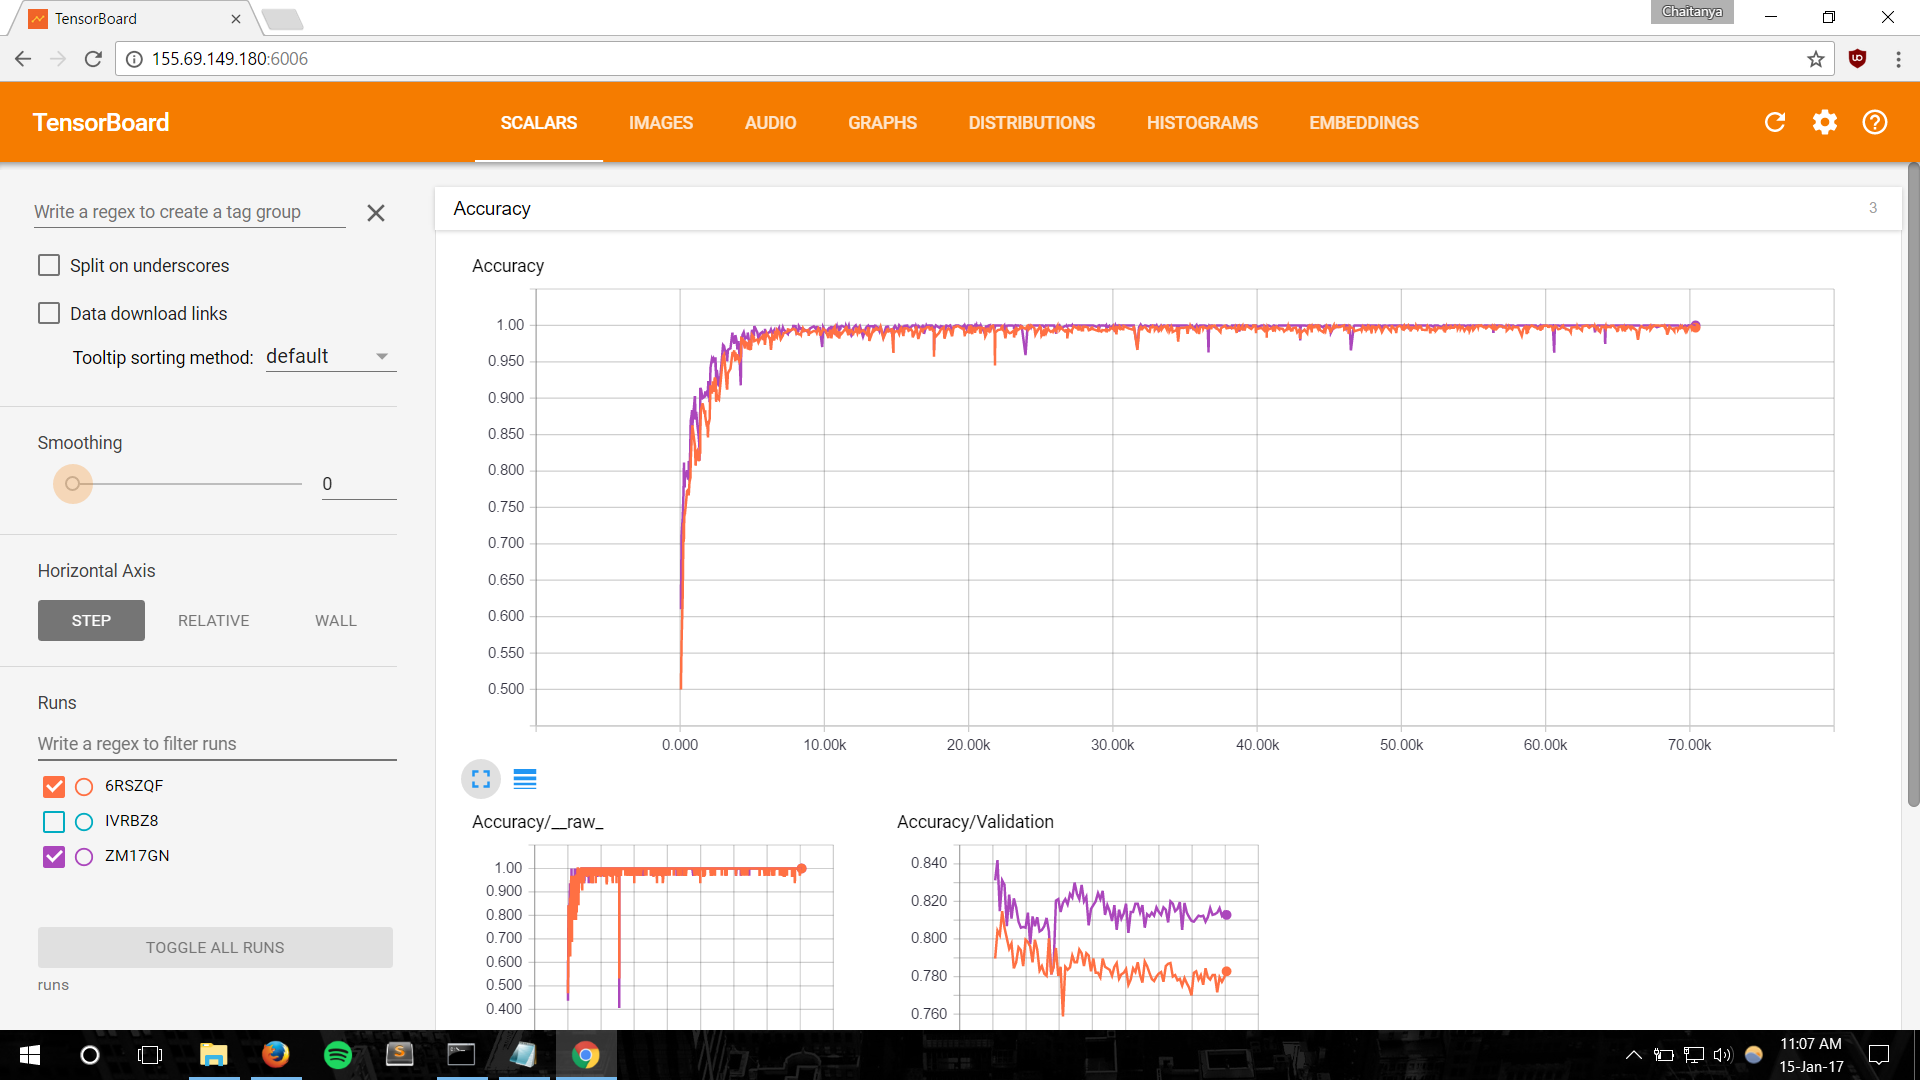 TensorBoard
Chaitanya
155.69.149.180:6006
TensorBoard
SCALARS
IMAGES
AUDIO
GRAPHS
DISTRIBUTIONS
HISTOGRAMS
EMBEDDINGS
Write a regex to create a tag group
Split on underscores
Data download links
Tooltip sorting method: default
Smoothing
0
Horizontal Axis
STEP
RELATIVE
WALL
Runs
Write a regex to filter runs
6RSZQF
IVRBZ8
ZM17GN
TOGGLE ALL RUNS
runs
Accuracy
3
Accuracy
1.00
0.950
0.900
0.850
0.800
0.750
0.700
0.650
0.600
0.550
0.500
0.000 10.00k 20.00k 30.00k 40.00k 50.00k 60.00k 70.00k
Accuracy/__raw_
1.00
0.900
0.800
0.700
0.600
0.500
0.400
Accuracy/Validation
0.840
0.820
0.800
0.780
0.760
11:07 AM
15-Jan-17